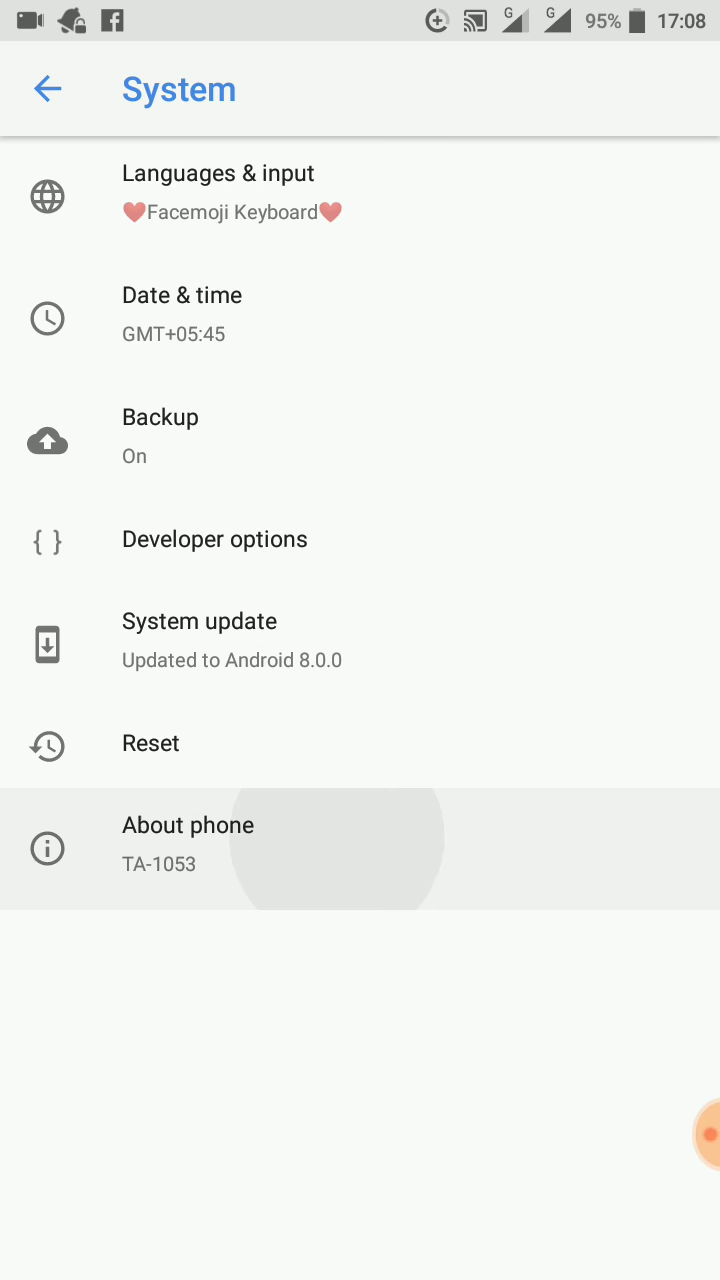 G G 95% 17:08
System
Languages & input
❤Facemoji Keyboard❤
Date & time
GMT+05:45
Backup
On
{ } Developer options
System update
Updated to Android 8.0.0
Reset
About phone
TA-1053